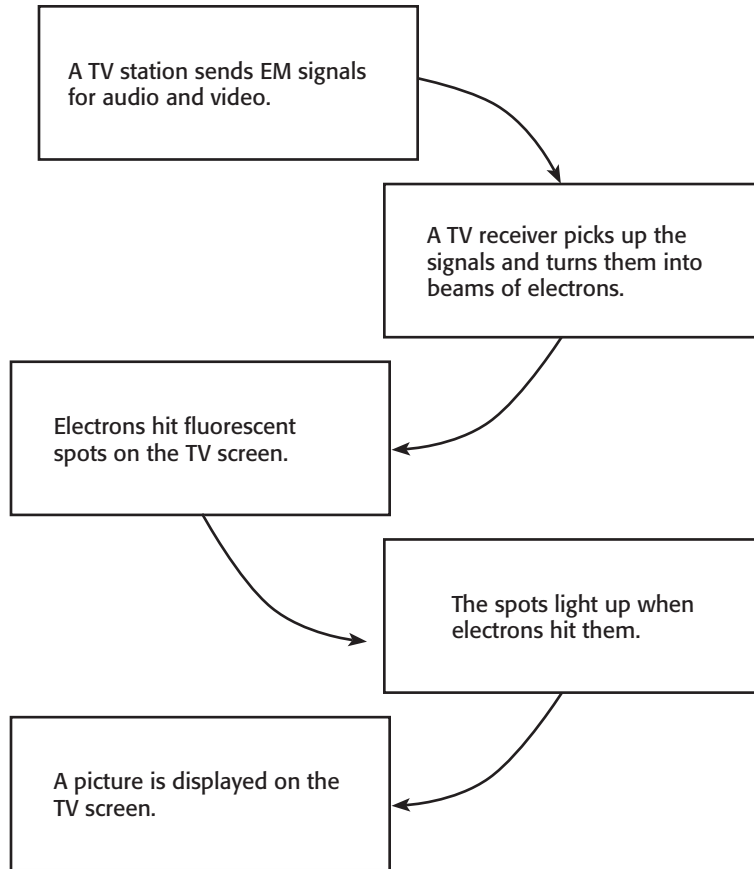 A TV station sends EM signals
for audio and video.
A TV receiver picks up the
signals and turns them into
beams of electrons.
Electrons hit fluorescent
spots on the TV screen.
The spots light up when
electrons hit them.
A picture is displayed on the
TV screen.